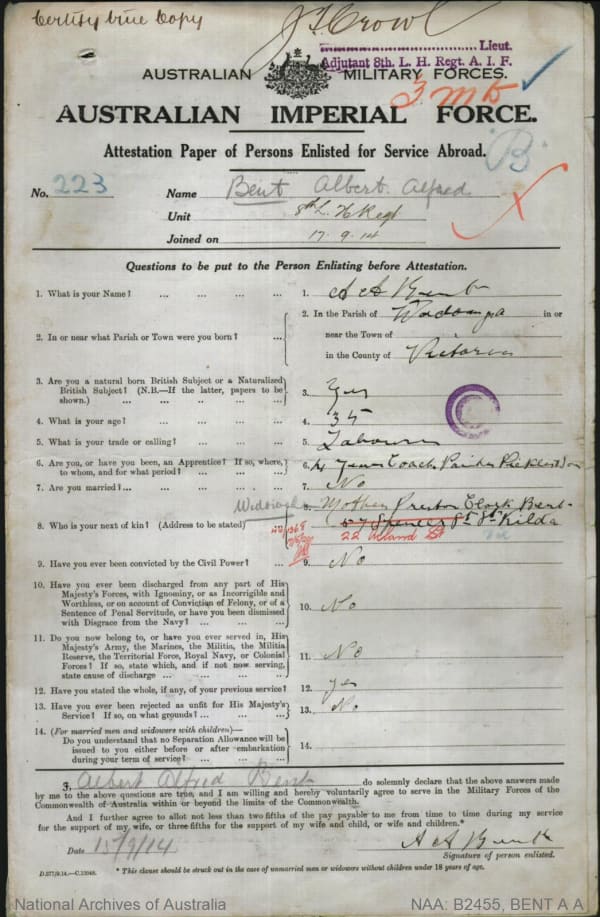 Certify true Copy
J T Crowl
Lieut.
Adjutant 8th. L. H. Regt. A. I. F.
AUSTRALIAN MILITARY FORCES.
3 MD
AUSTRALIAN IMPERIAL FORCE.
Attestation Paper of Persons Enlisted for Service Abroad.
B
No. 223 Name Bent Albert Alfred
Unit 8th L. H Regt
Joined on 17. 9. 14
Questions to be put to the Person Enlisting before Attestation.
1. What is your Name? ... ... ... 1. A A Bent
2. In or near what Parish or Town were you born? ... 2. In the Parish of Wodonga in or
near the Town of
in the County of Victoria
3. Are you a natural born British Subject or a Naturalized
British Subject? (N.B.—If the latter, papers to be
shown.) ... ... ... 3. Yes
4. What is your age? ... ... ... 4. 35
5. What is your trade or calling? ... ... ... 5. Labourer
6. Are you, or have you been, an Apprentice? If so, where,
to whom, and for what period? ... ... 6. 4 Years Coach Painter
7. Are you married? ... ... ... 7. No
8. Who is your next of kin? (Address to be stated) ... 8. Mother Preston Clark Bent
57 Spencer St St Kilda
22 Acland St
9. Have you ever been convicted by the Civil Power? ... 9. No
10. Have you ever been discharged from any part of His
Majesty's Forces, with Ignominy, or as Incorrigible and
Worthless, or on account of Conviction of Felony, or of a
Sentence of Penal Servitude, or have you been dismissed
with Disgrace from the Navy? ... ... 10. No
11. Do you now belong to, or have you ever served in, His
Majesty's Army, the Marines, the Militia, the Militia
Reserve, the Territorial Force, Royal Navy, or Colonial
Forces? If so, state which, and if not now serving,
state cause of discharge ... ... ... 11. No
12. Have you stated the whole, if any, of your previous service? 12. yes
13. Have you ever been rejected as unfit for His Majesty's
Service? If so, on what grounds? ... ... 13. No
14. (For married men and widowers with children)—
Do you understand that no Separation Allowance will be
issued to you either before or after embarkation
during your term of service? ... ... 14.
I, Albert Alfred Bent do solemnly declare that the above answers made
by me to the above questions are true, and I am willing and hereby voluntarily agree to serve in the Military Forces of the
Commonwealth of Australia within or beyond the limits of the Commonwealth.
And I further agree to allot not less than two fifths of the pay payable to me from time to time during my service
for the support of my wife, or three-fifths for the support of my wife and child, or wife and children.*
Date 15/9/14 A A Bent
Signature of person enlisted.
D.577/9.14.—C.11048. * This clause should be struck out in the case of unmarried men or widowers without children under 18 years of age.
National Archives of Australia NAA: B2455, BENT A A